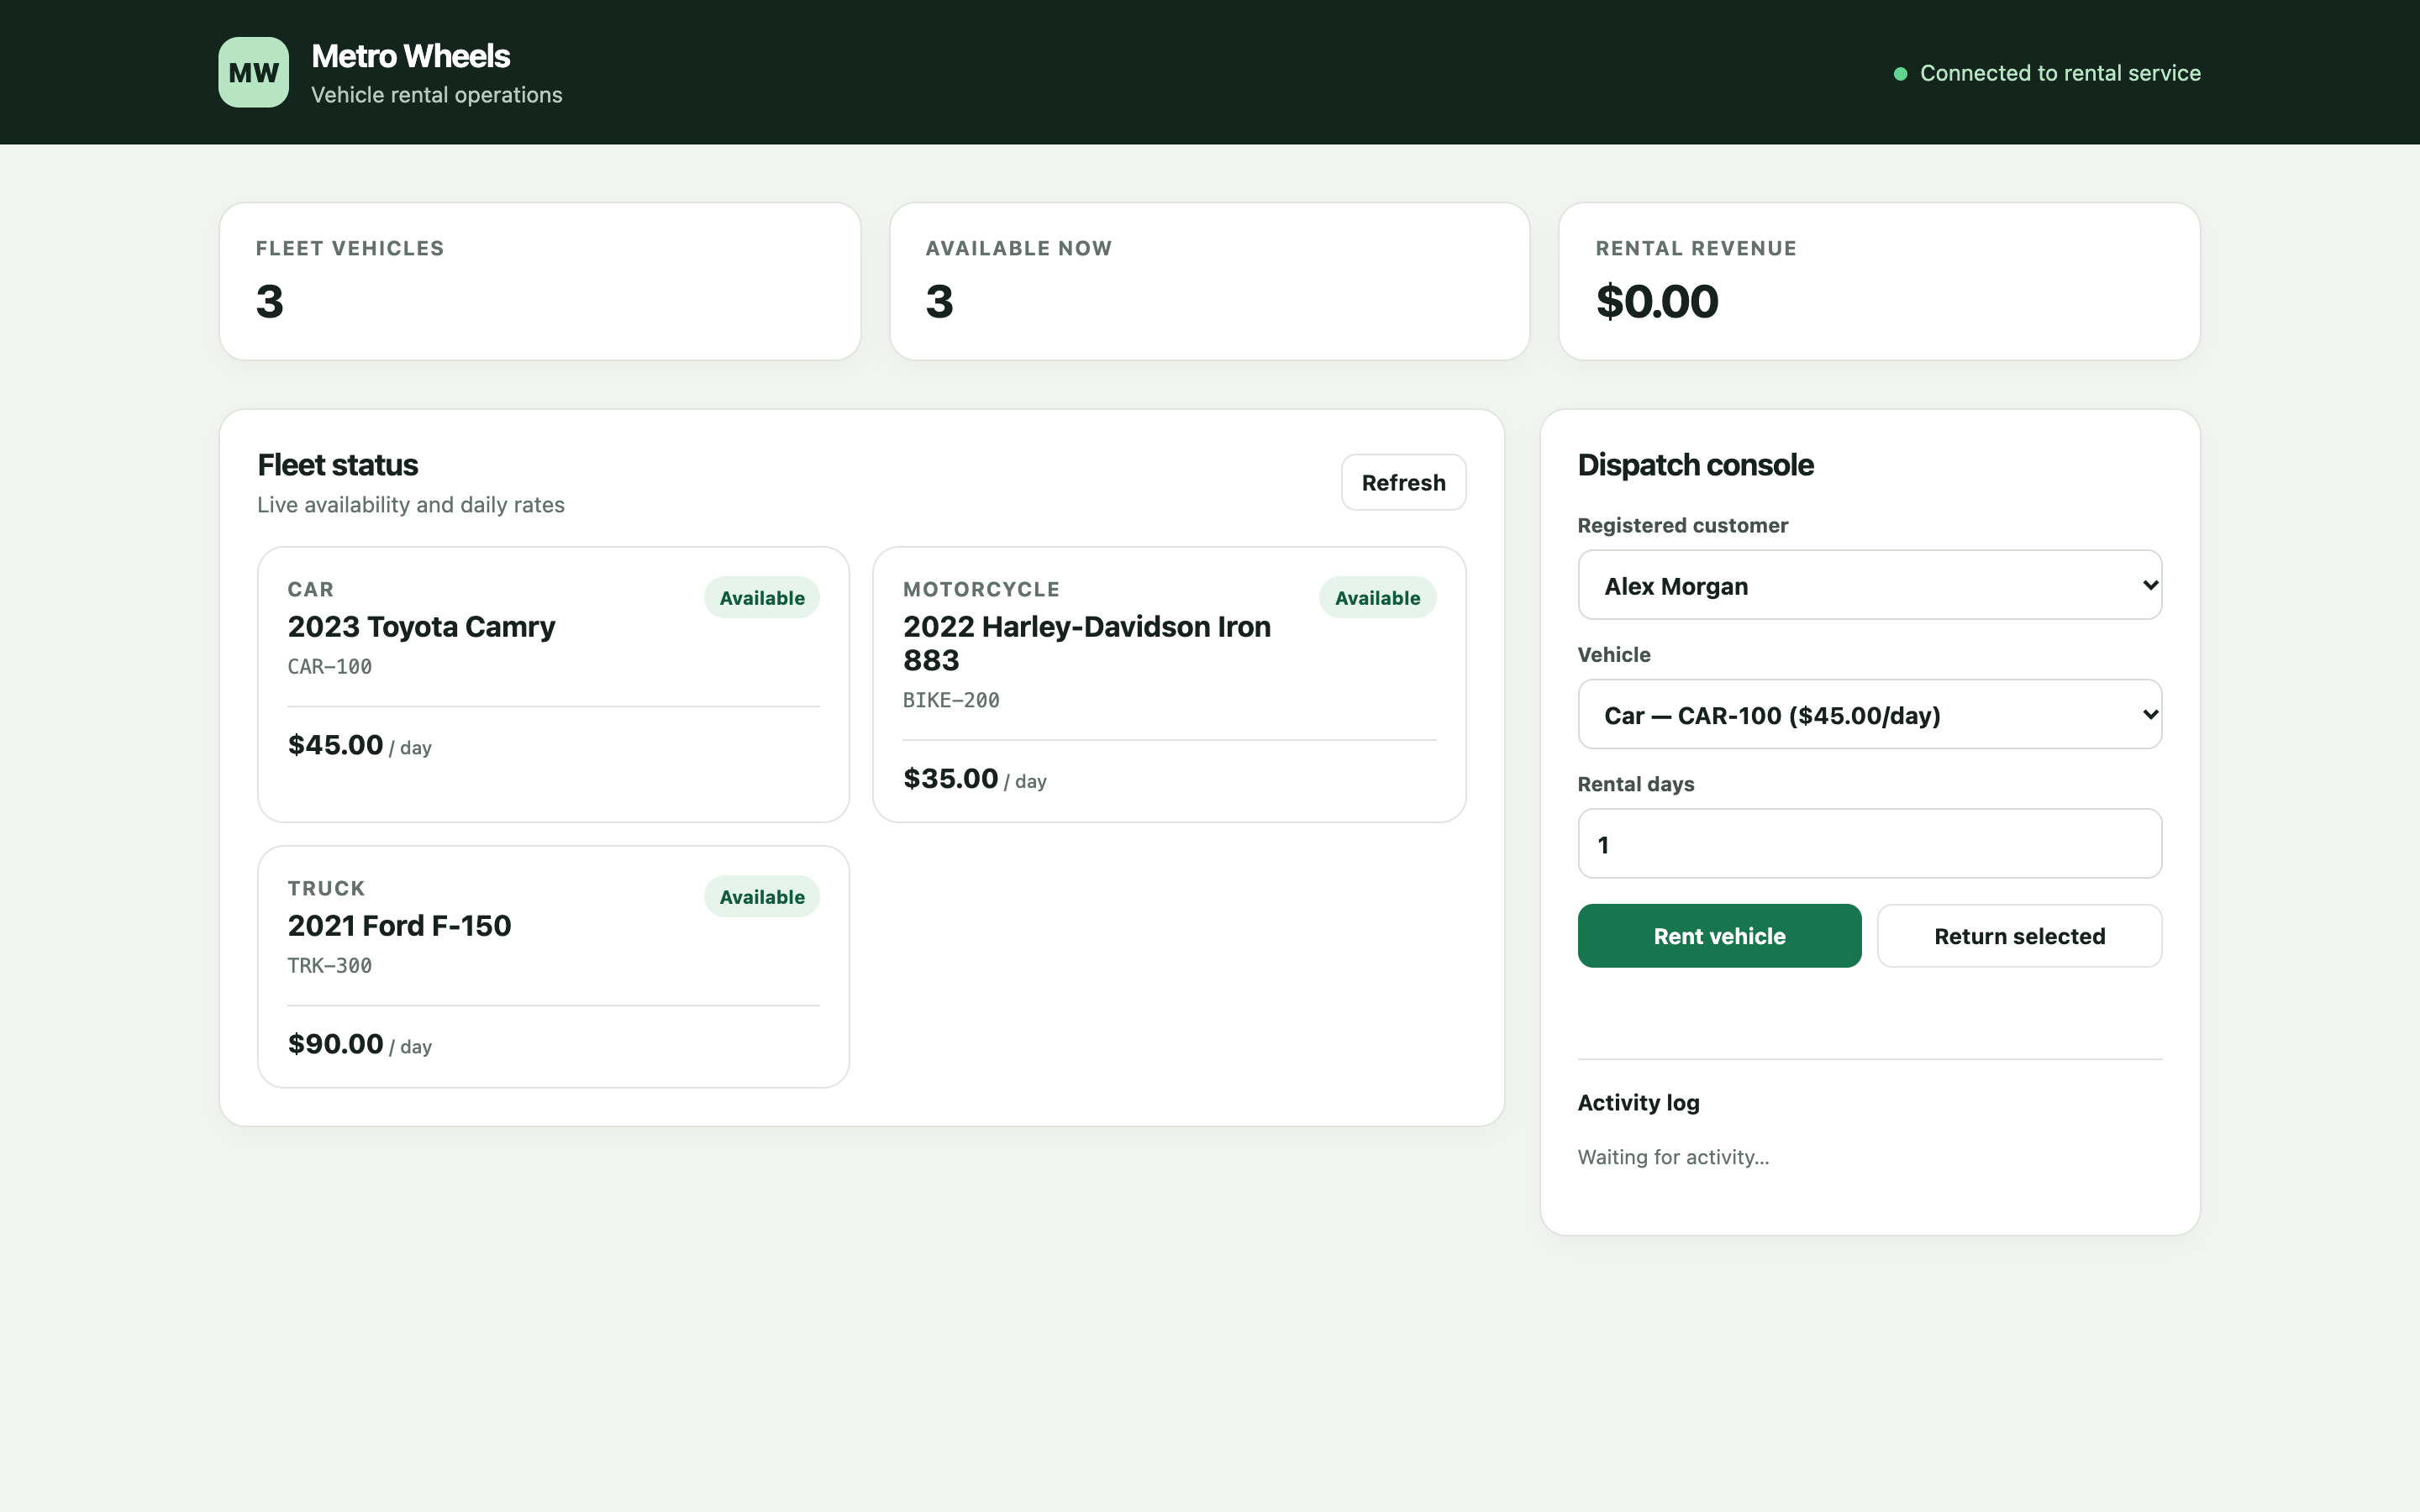 MW
Metro Wheels
Vehicle rental operations
Connected to rental service
FLEET VEHICLES
3
AVAILABLE NOW
3
RENTAL REVENUE
$0.00
Fleet status
Live availability and daily rates
Refresh
CAR
Available
2023 Toyota Camry
CAR-100
$45.00 / day
MOTORCYCLE
Available
2022 Harley-Davidson Iron
883
BIKE-200
$35.00 / day
TRUCK
Available
2021 Ford F-150
TRK-300
$90.00 / day
Dispatch console
Registered customer
Alex Morgan
Vehicle
Car — CAR-100 ($45.00/day)
Rental days
1
Rent vehicle
Return selected
Activity log
Waiting for activity...